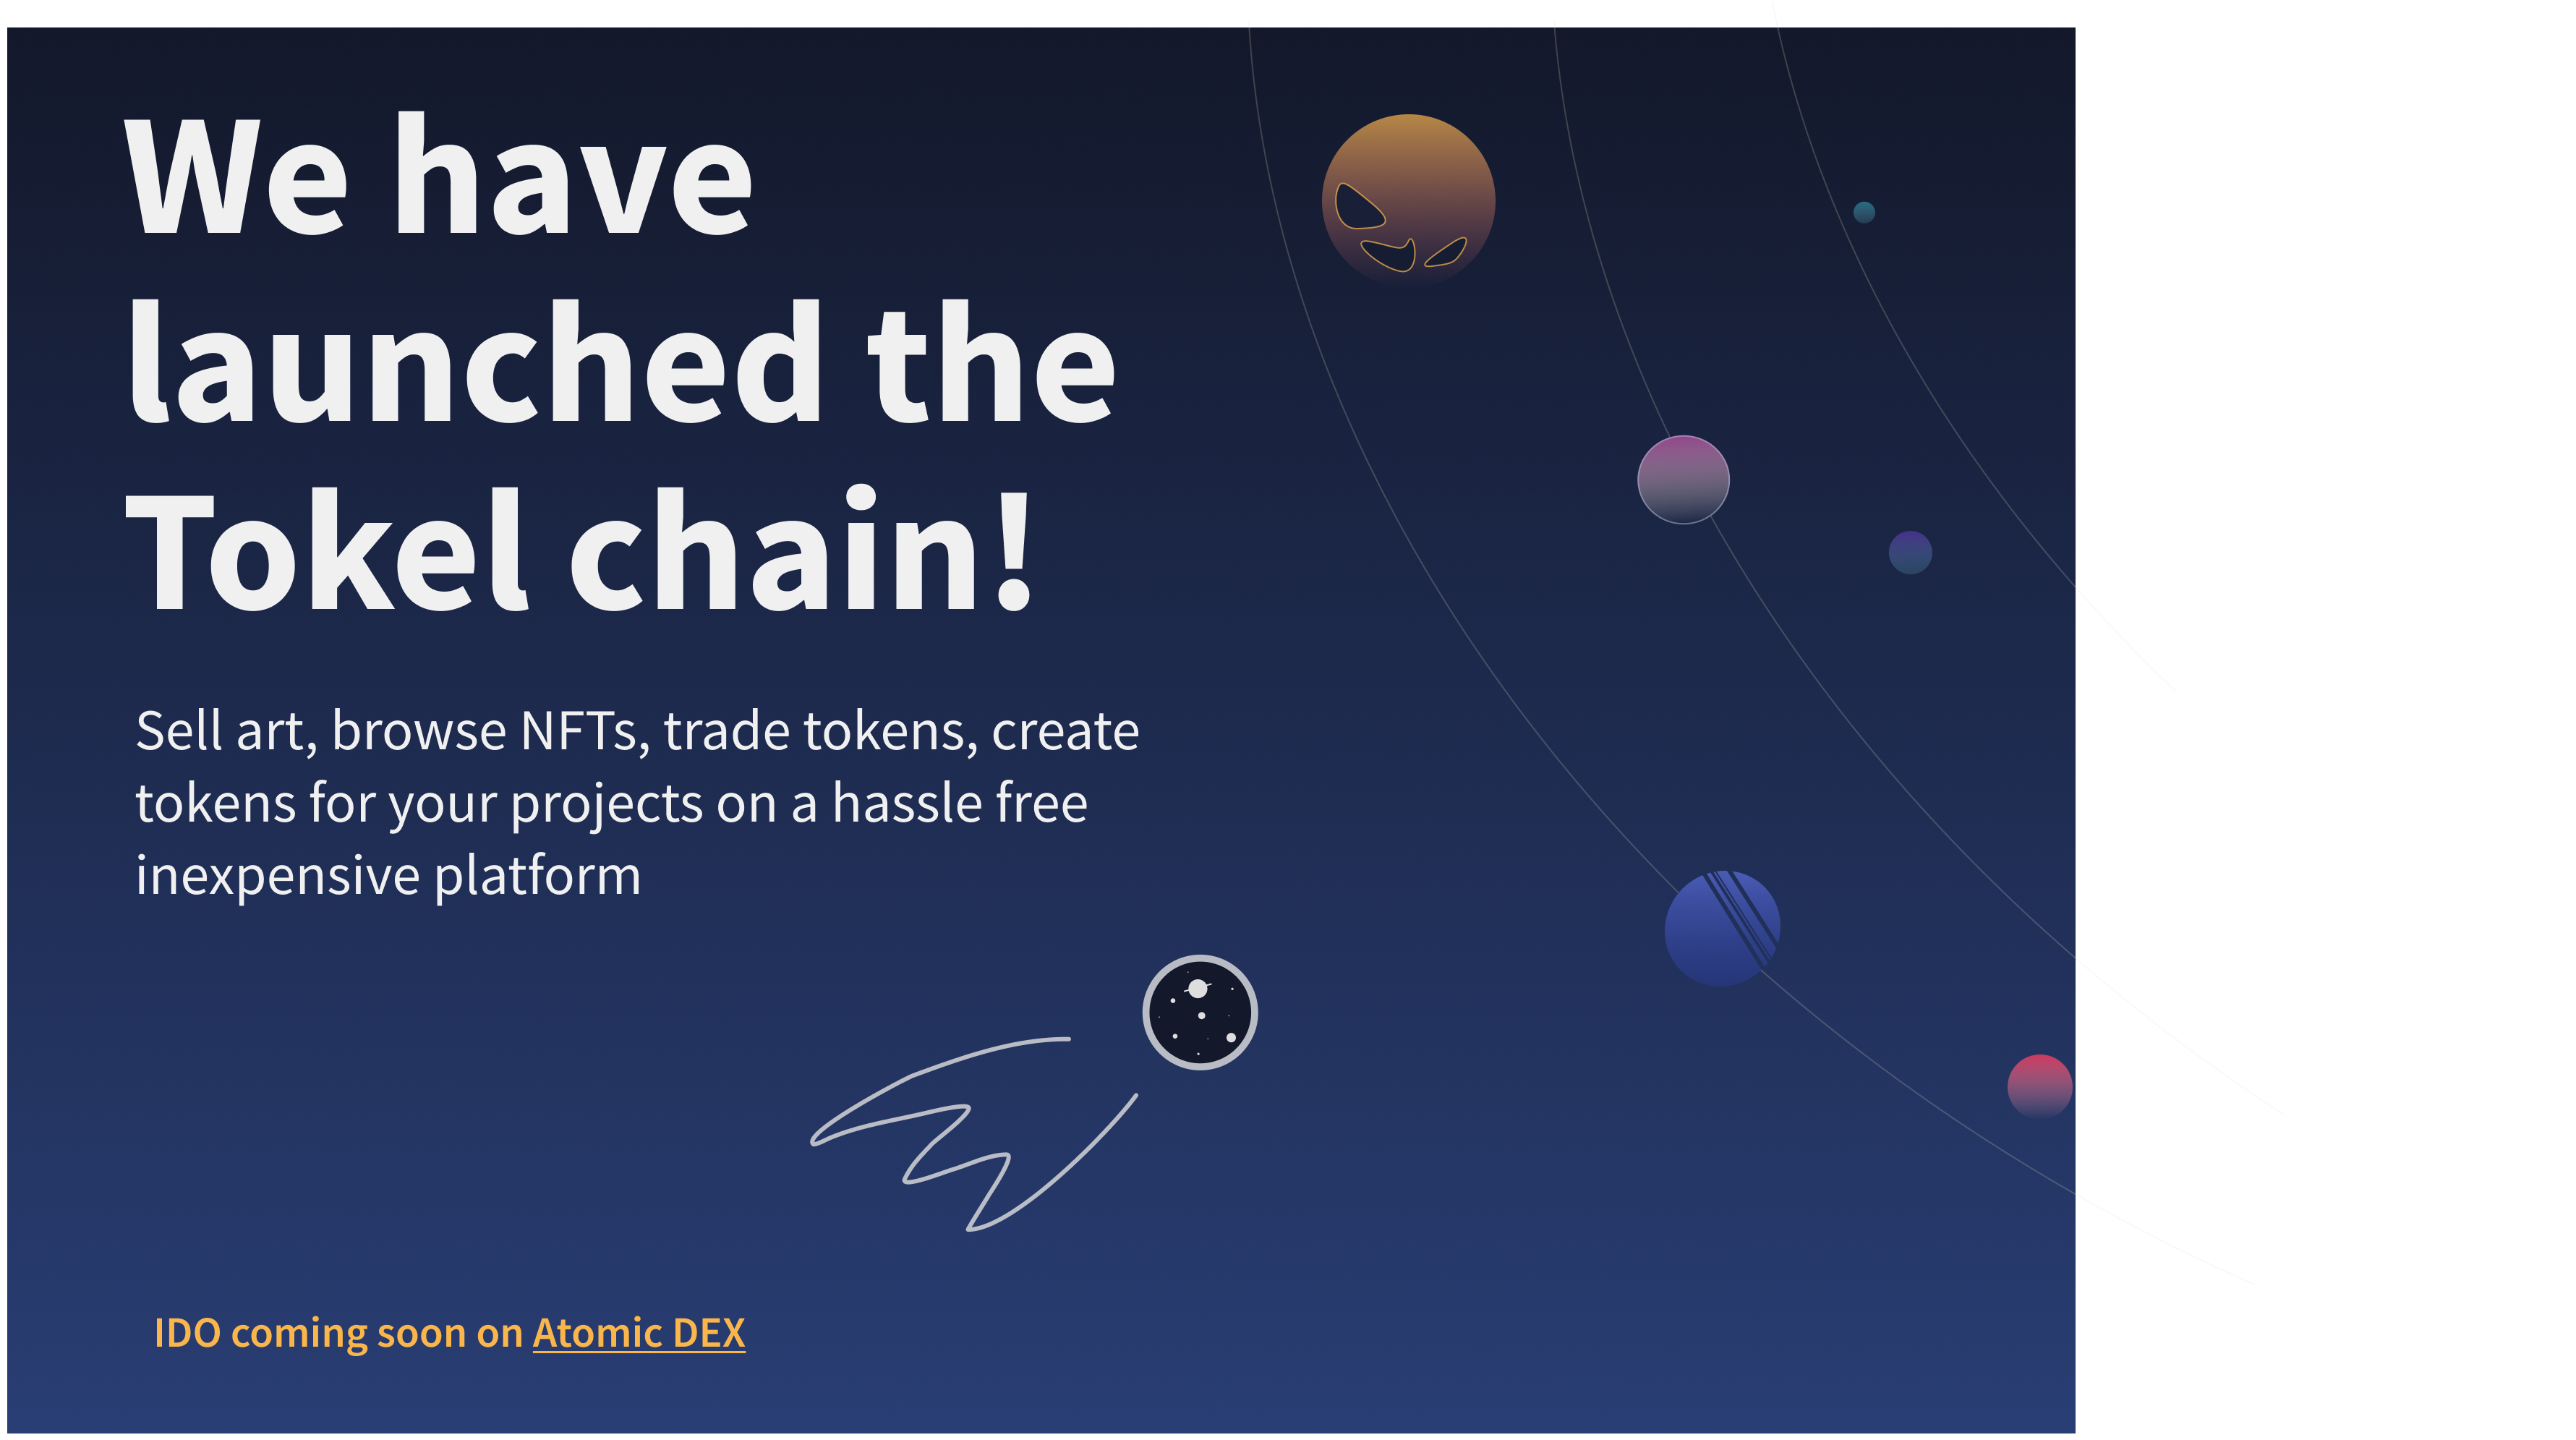 We have
launched the
Tokel chain!
Sell art, browse NFTs, trade tokens, create
tokens for your projects on a hassle free
inexpensive platform
IDO coming soon on Atomic DEX